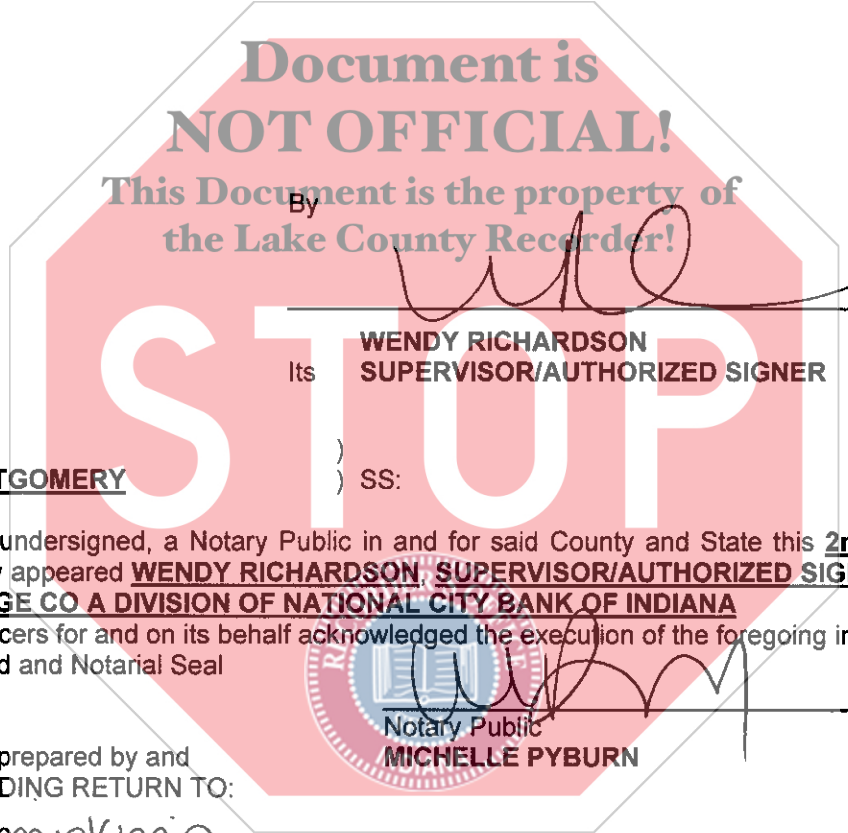 Document is
NOT OFFICIAL!
This Document is the property of
the Lake County Recorder!
By
STOP
WENDY RICHARDSON
Its SUPERVISOR/AUTHORIZED SIGNER
)
TGOMERY ) SS:
undersigned, a Notary Public in and for said County and State this 2n
appeared WENDY RICHARDSON, SUPERVISOR/AUTHORIZED SIG
GE CO A DIVISION OF NATIONAL CITY BANK OF INDIANA
cers for and on its behalf acknowledged the execution of the foregoing in
d and Notarial Seal
Notary Public
prepared by and MICHELLE PYBURN
DING RETURN TO: